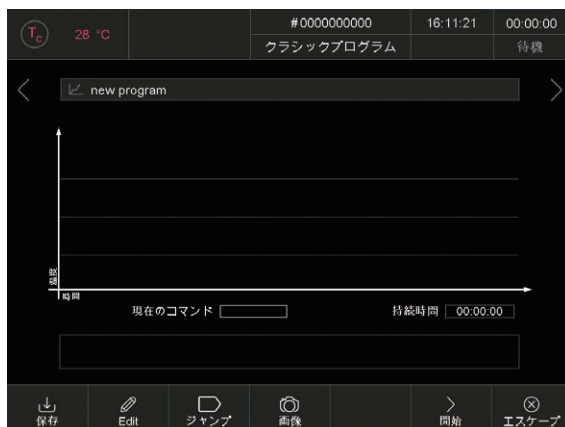 Tc 28 °C #0000000000 16:11:21 00:00:00
クラシックプログラム 待機
new program
温度
時間
現在のコマンド 持続時間 00:00:00
保存 Edit ジャンプ 画像 開始 エスケープ